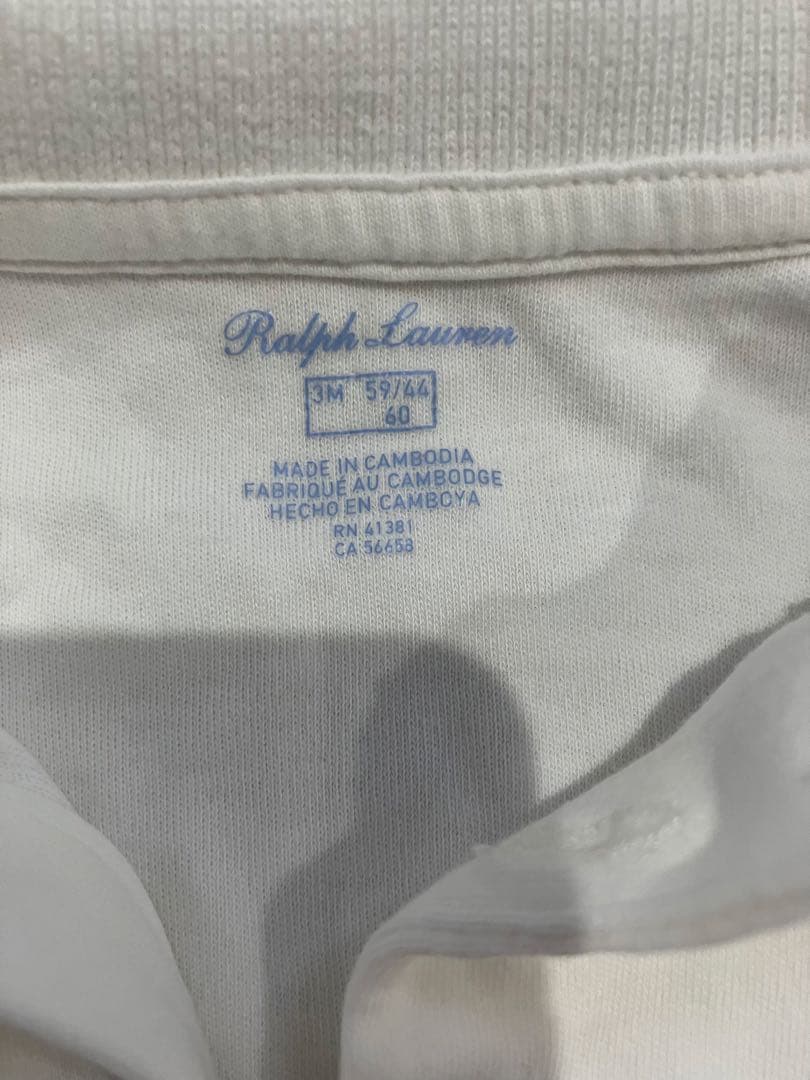 Ralph Lauren
3M 59/44
60
MADE IN CAMBODIA
FABRIQUÉ AU CAMBODGE
HECHO EN CAMBOYA
RN 41381
CA 56658